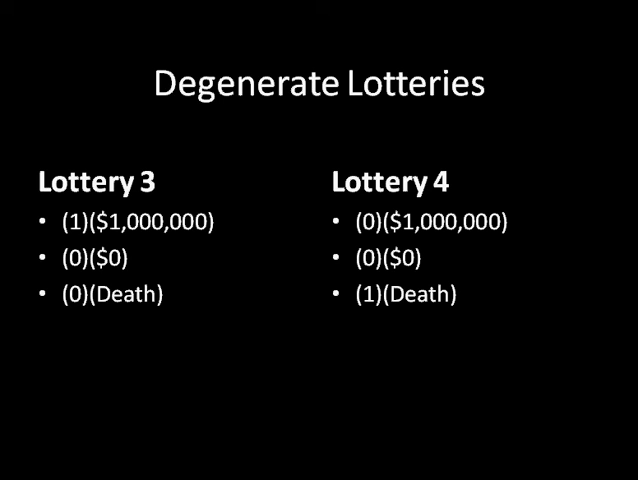 Degenerate Lotteries
Lottery 3
• (1)($1,000,000)
• (0)($0)
• (0)(Death)
Lottery 4
• (0)($1,000,000)
• (0)($0)
• (1)(Death)